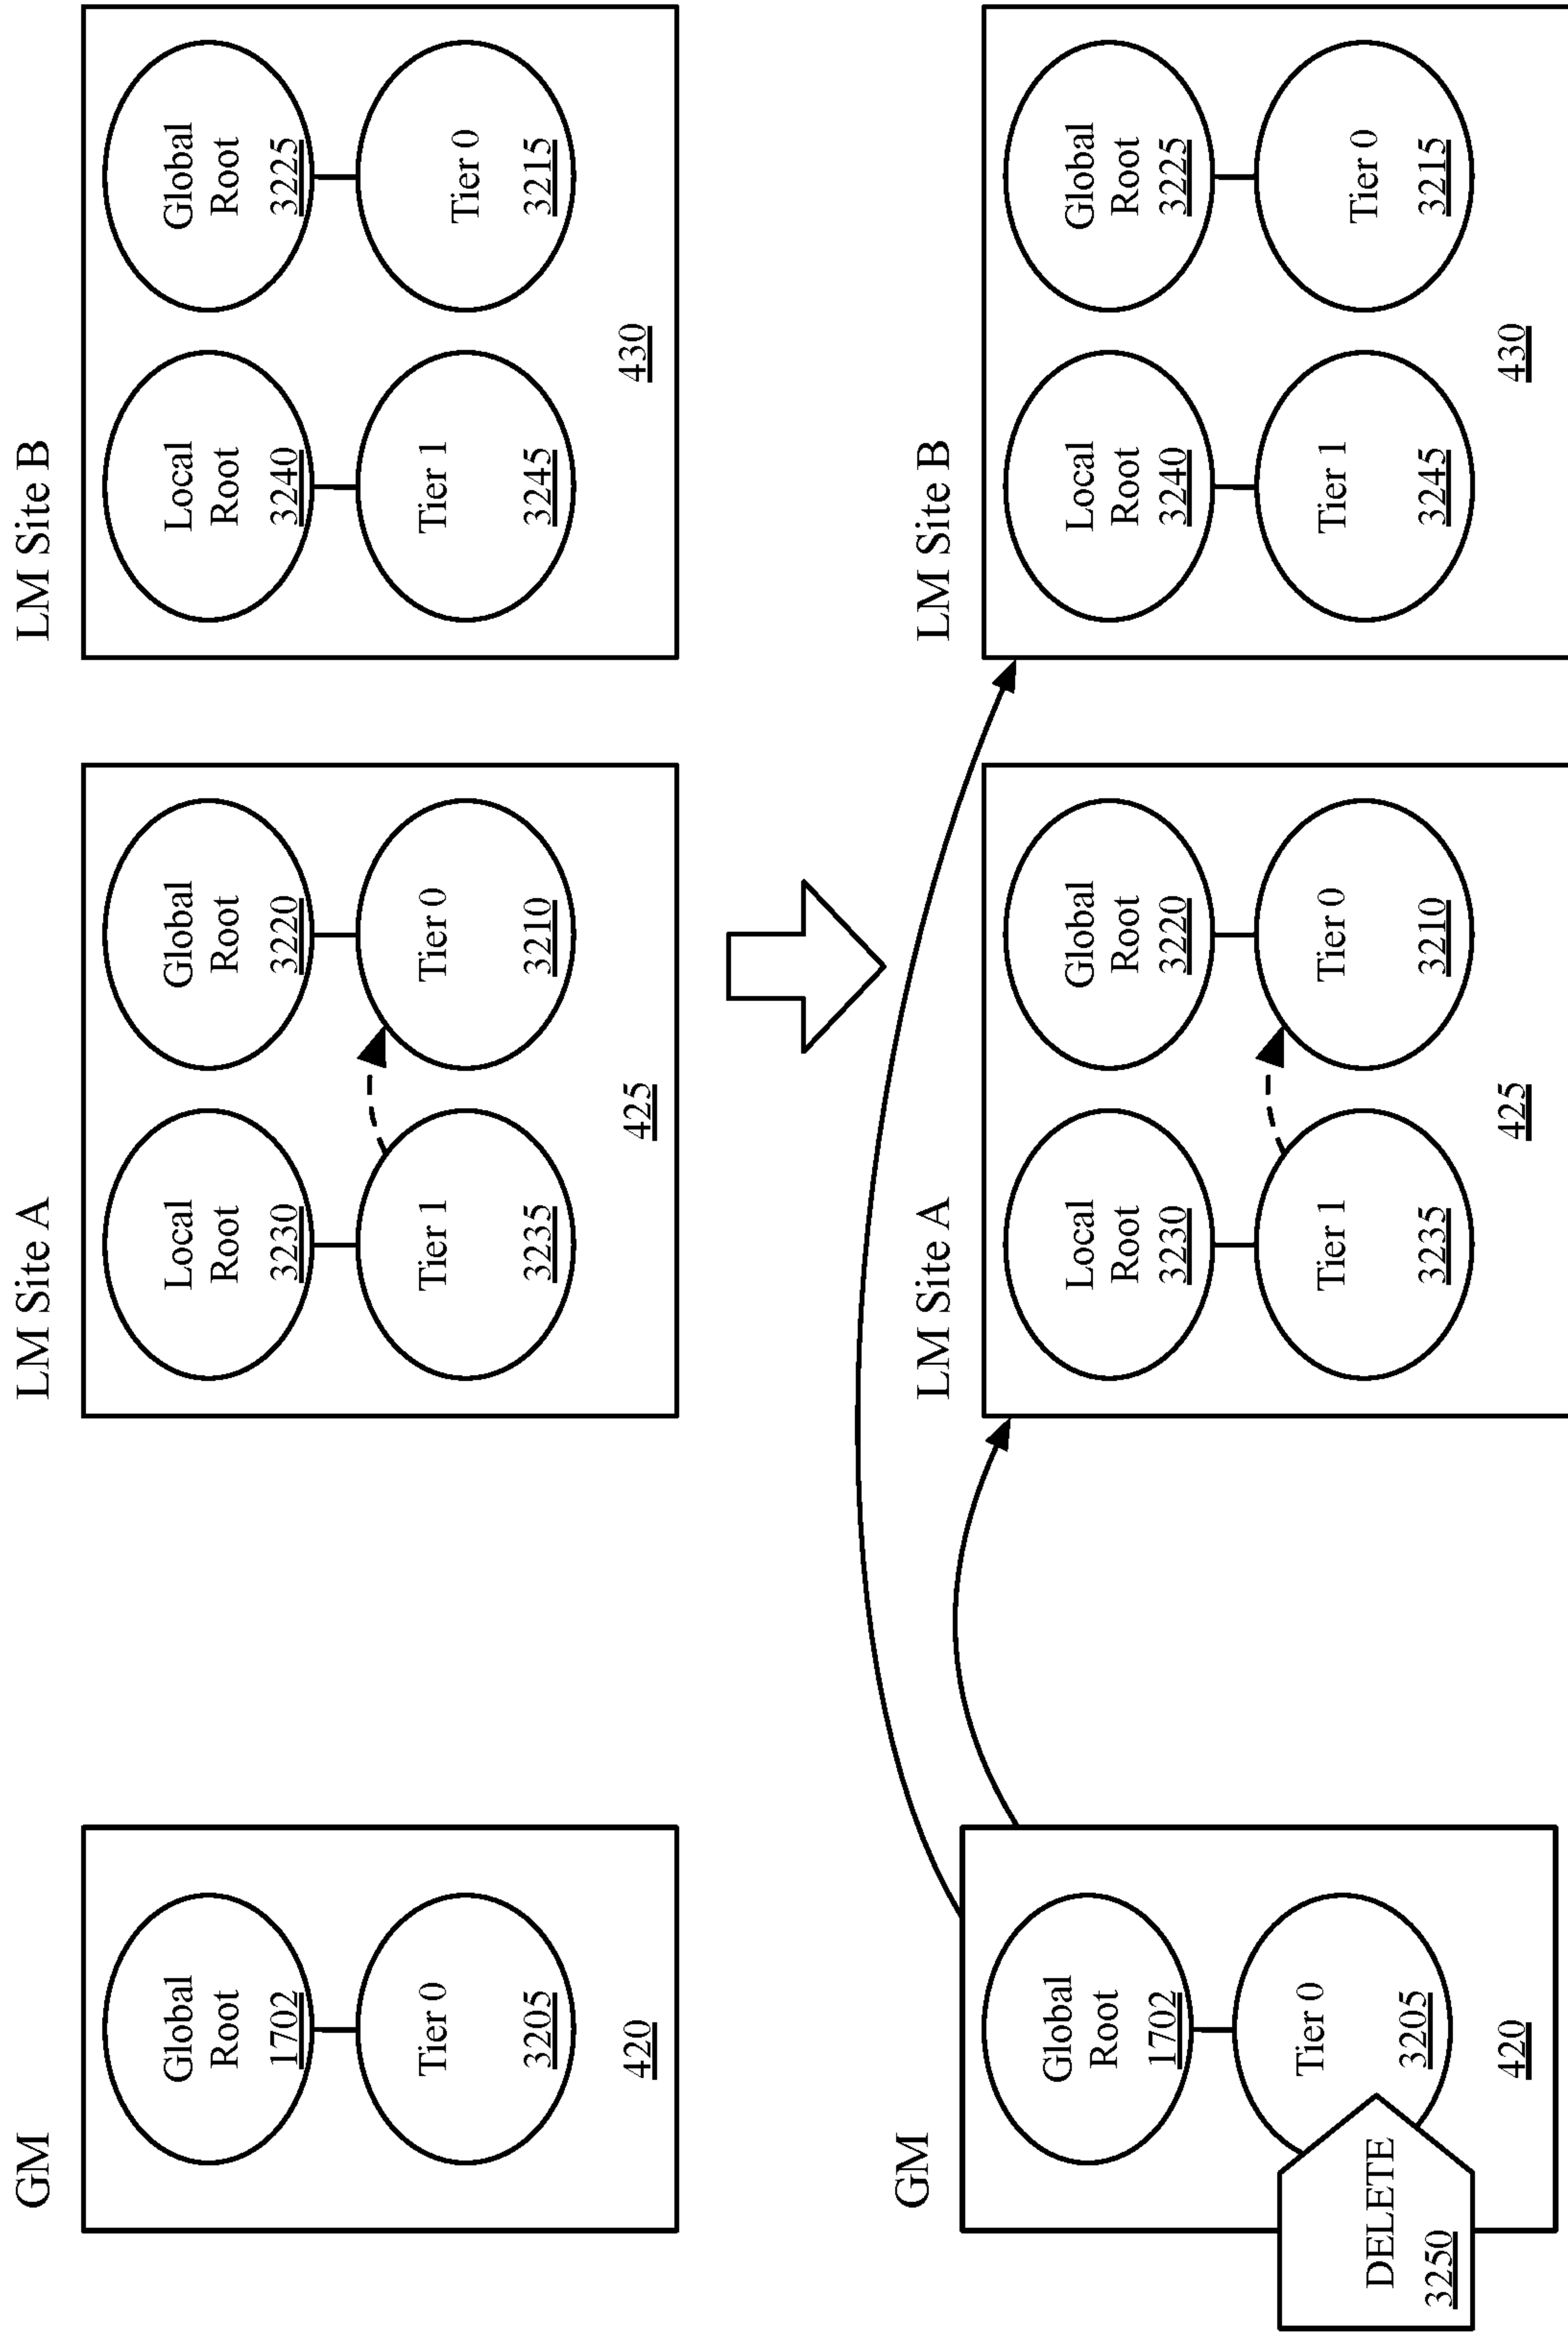 GM
Global
Root
1702
Tier 0
3205
420
LM Site A
Local
Root
3230
Tier 1
3235
Global
Root
3220
Tier 0
3210
425
LM Site B
Local
Root
3240
Tier 1
3245
Global
Root
3225
Tier 0
3215
430
GM
Global
Root
1702
Tier 0
3205
420
DELETE
3250
LM Site A
Local
Root
3230
Tier 1
3235
Global
Root
3220
Tier 0
3210
425
LM Site B
Local
Root
3240
Tier 1
3245
Global
Root
3225
Tier 0
3215
430